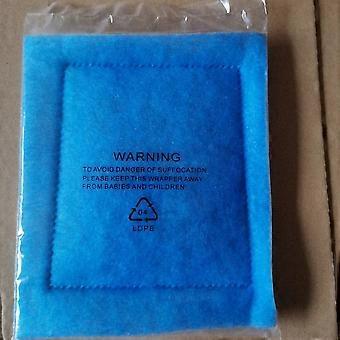 WARNING
TO AVOID DANGER OF SUFFOCATION
PLEASE KEEP THIS WRAPPER AWAY
FROM BABIES AND CHILDREN
04
LDPE